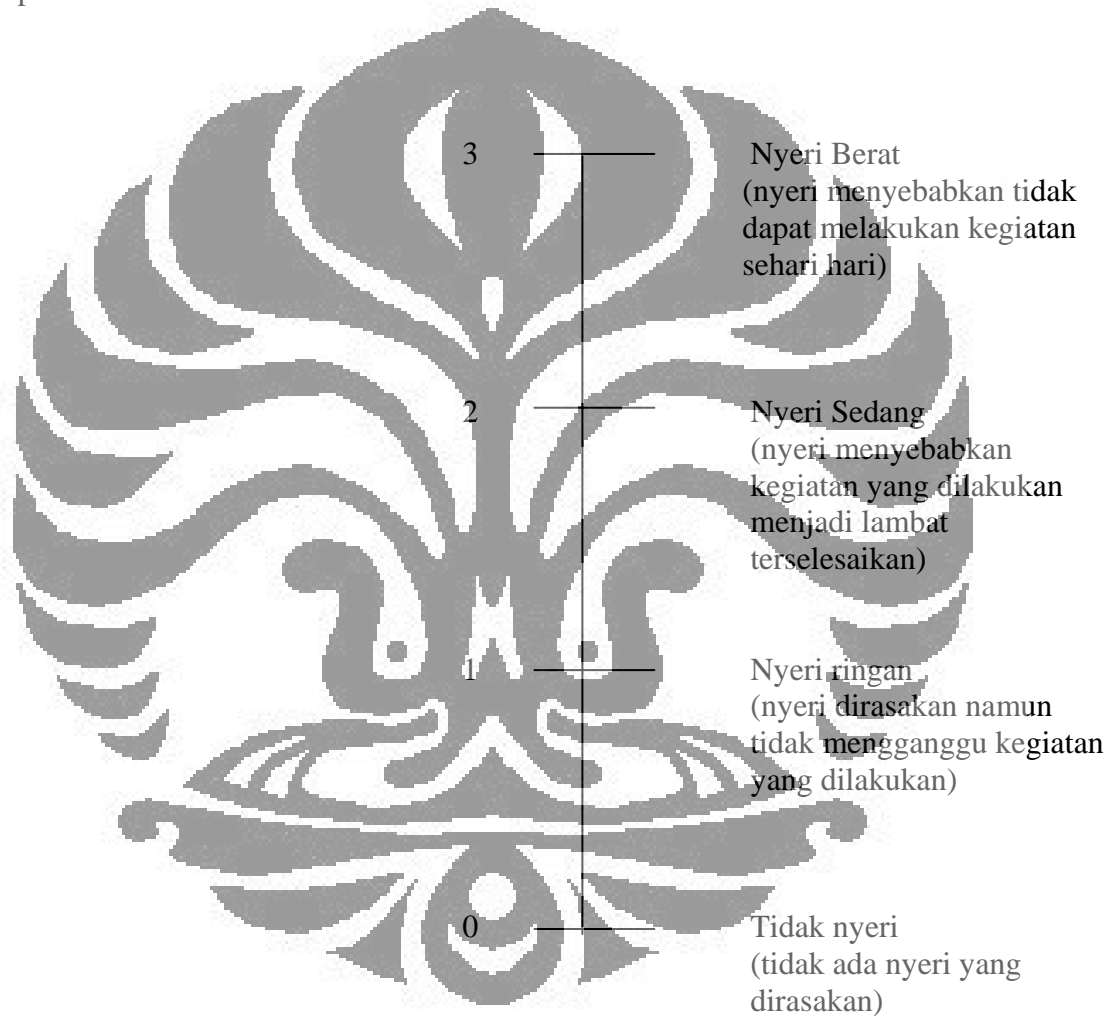 3 Nyeri Berat
(nyeri menyebabkan tidak
dapat melakukan kegiatan
sehari hari)
2 Nyeri Sedang
(nyeri menyebabkan
kegiatan yang dilakukan
menjadi lambat
terselesaikan)
1 Nyeri ringan
(nyeri dirasakan namun
tidak mengganggu kegiatan
yang dilakukan)
0 Tidak nyeri
(tidak ada nyeri yang
dirasakan)